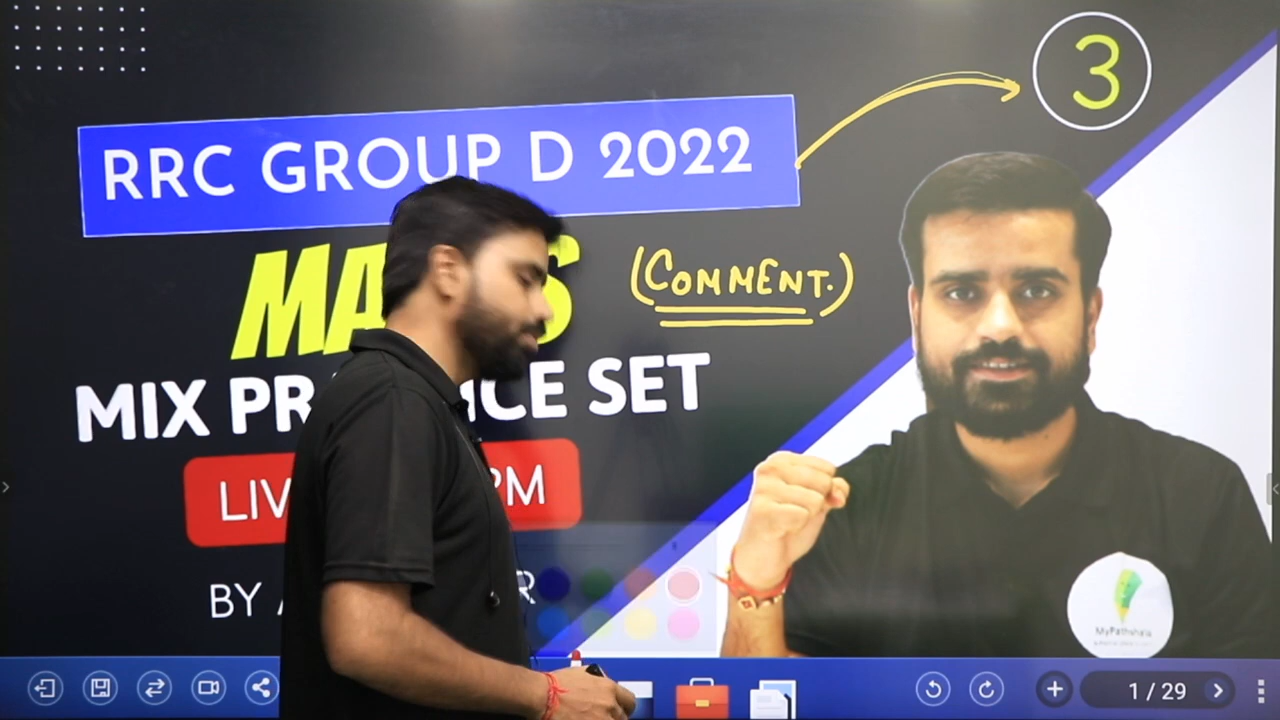 3
RRC GROUP D 2022
(COMMENT.)
MIX SET
BY
MyPathshala
1 / 29